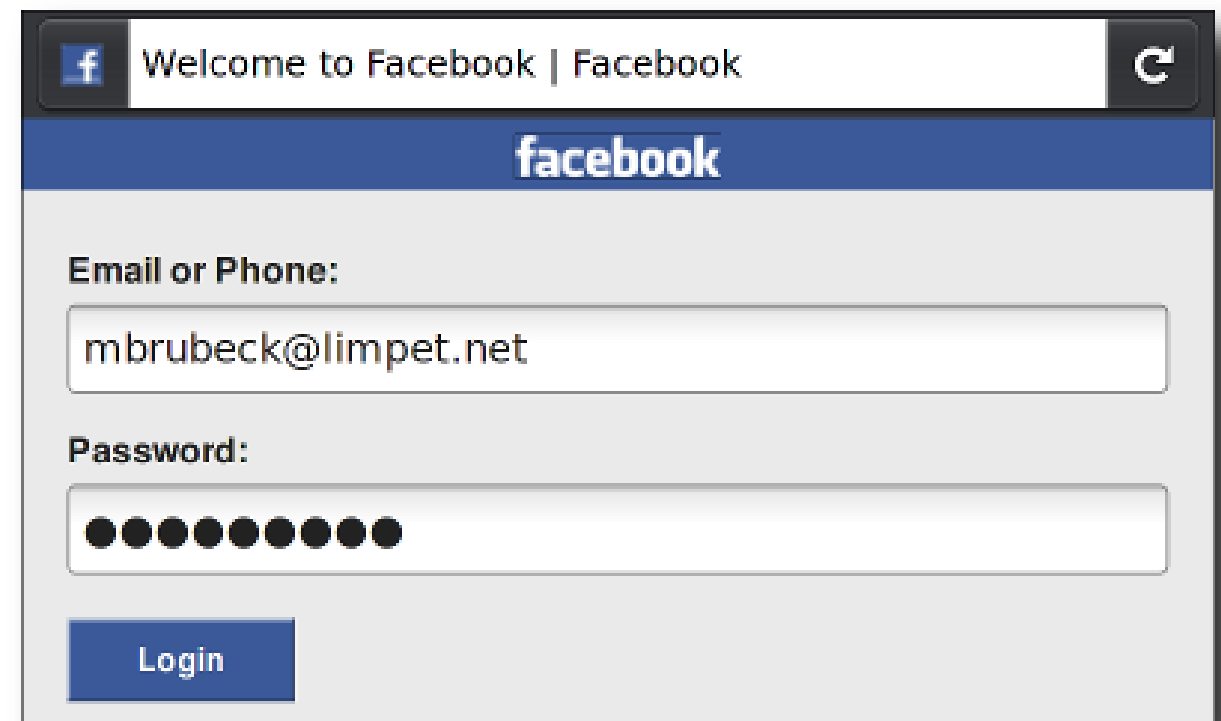 Welcome to Facebook | Facebook
facebook
Email or Phone:
mbrubeck@limpet.net
Password:
●●●●●●●●●
Login